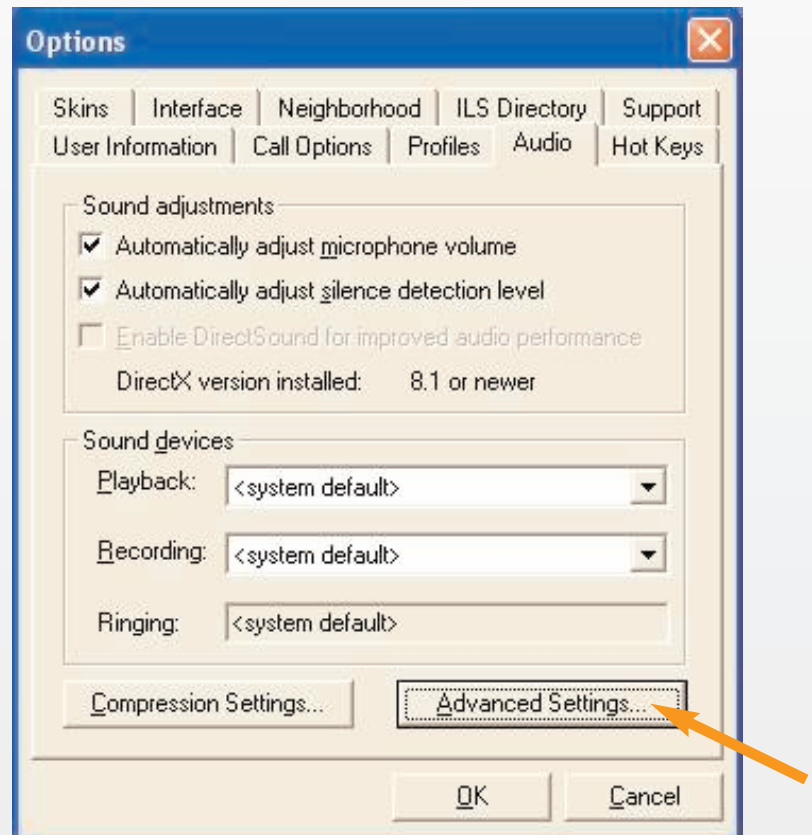 Options
Skins Interface Neighborhood ILS Directory Support
User Information Call Options Profiles Audio Hot Keys
Sound adjustments
Automatically adjust microphone volume
Automatically adjust silence detection level
Enable DirectSound for improved audio performance
DirectX version installed: 8.1 or newer
Sound devices
Playback: <system default>
Recording: <system default>
Ringing: <system default>
Compression Settings... Advanced Settings...
OK Cancel